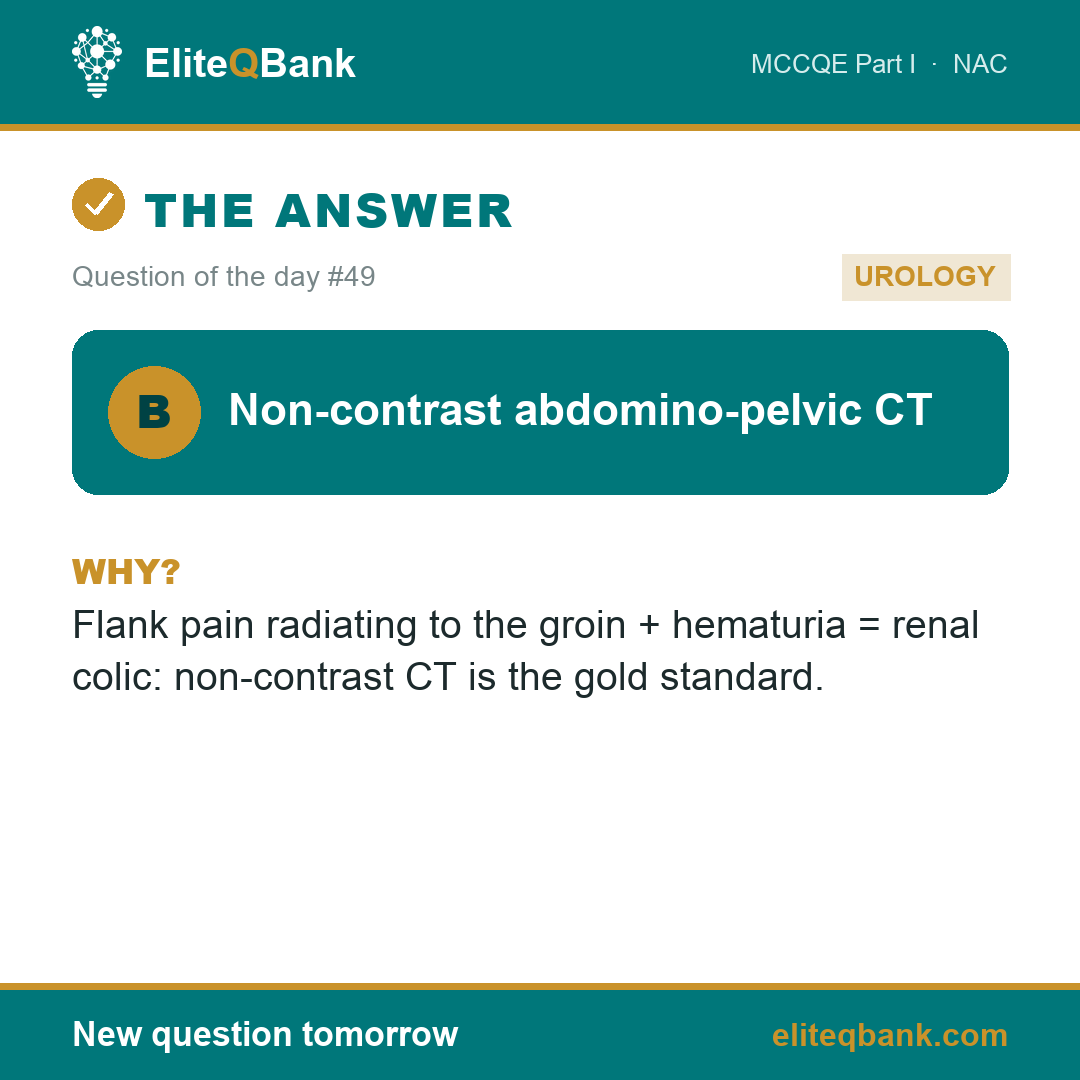 EliteQBank
MCCQE Part I · NAC
THE ANSWER
Question of the day #49
UROLOGY
B
Non-contrast abdomino-pelvic CT
WHY?
Flank pain radiating to the groin + hematuria = renal
colic: non-contrast CT is the gold standard.
New question tomorrow
eliteqbank.com